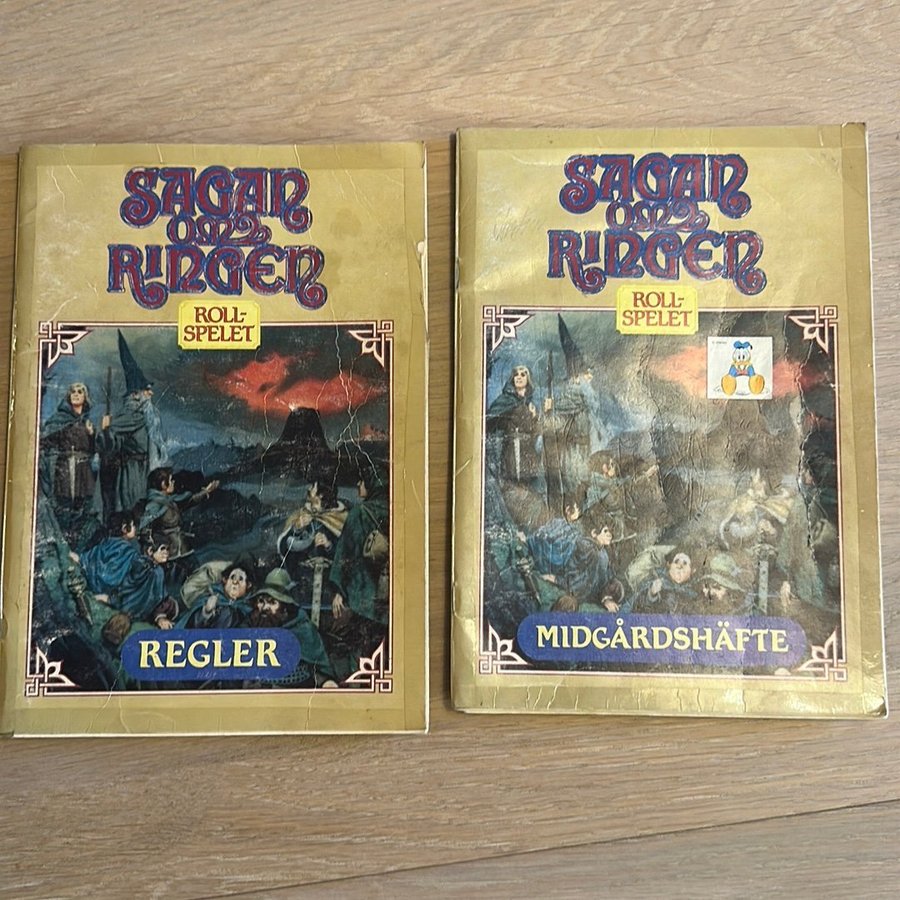 SAGAN
OM
RINGEN
ROLL-
SPELET
REGLER
SAGAN
OM
RINGEN
ROLL-
SPELET
MIDGÅRDSHÄFTE